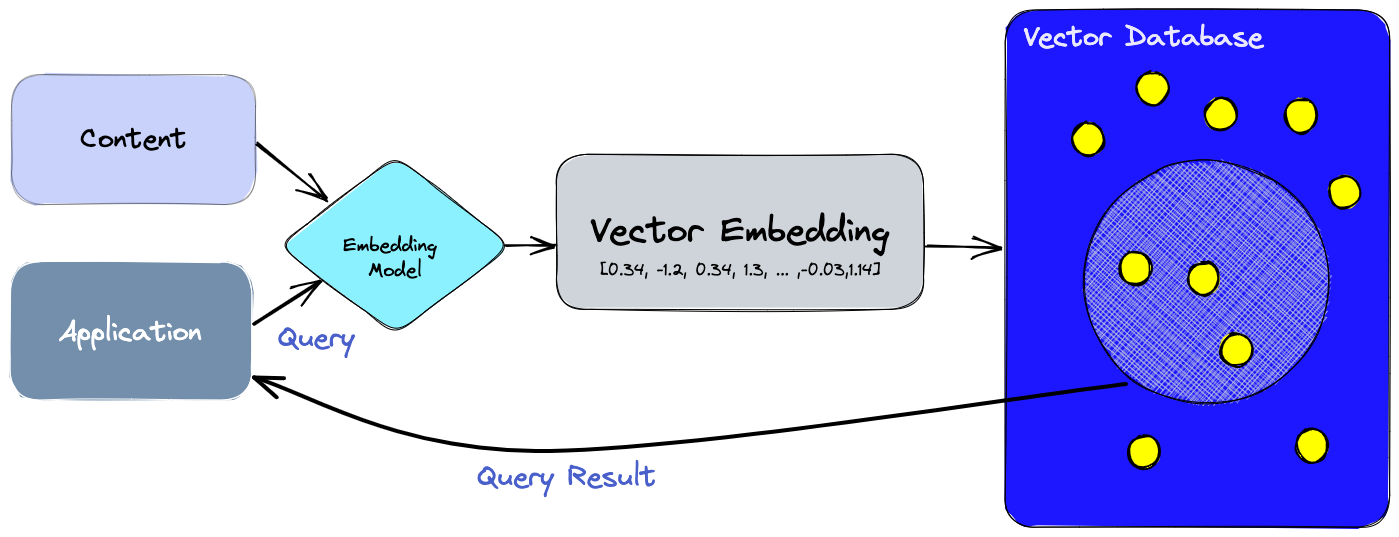 Vector Database
Content
Embedding
Model
Vector Embedding
[0.34, -1.2, 0.34, 1.3, ... ,-0.03,1.14]
Application
Query
Query Result